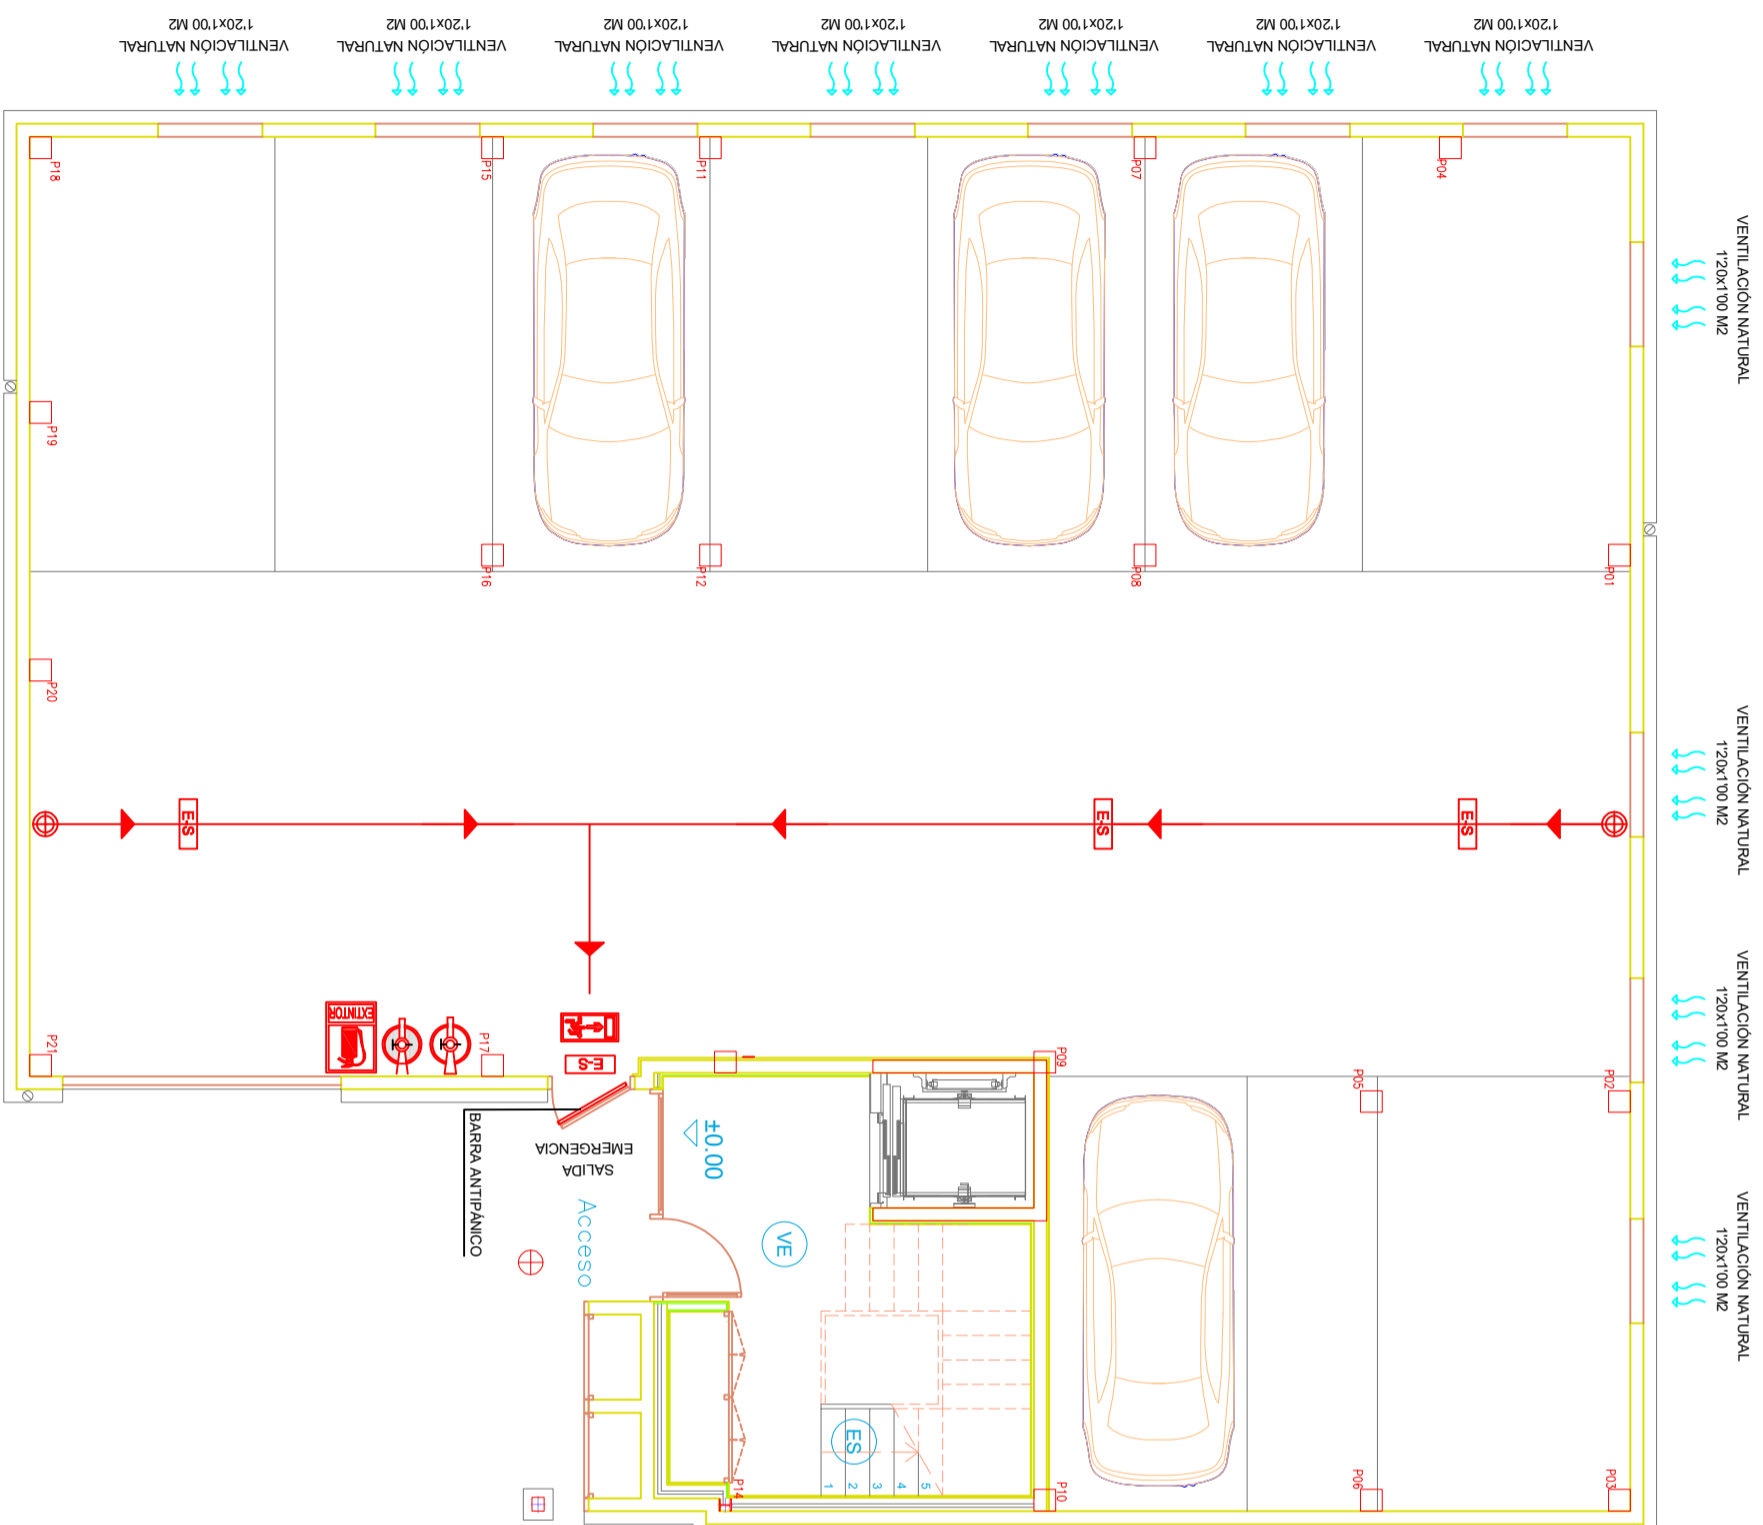 VENTILACIÓN NATURAL
1'20x1'00 M2
VENTILACIÓN NATURAL
1'20x1'00 M2
VENTILACIÓN NATURAL
1'20x1'00 M2
VENTILACIÓN NATURAL
1'20x1'00 M2
VENTILACIÓN NATURAL
1'20x1'00 M2
VENTILACIÓN NATURAL
1'20x1'00 M2
VENTILACIÓN NATURAL
1'20x1'00 M2
VENTILACIÓN NATURAL
1'20x1'00 M2
VENTILACIÓN NATURAL
1'20x1'00 M2
VENTILACIÓN NATURAL
1'20x1'00 M2
VENTILACIÓN NATURAL
1'20x1'00 M2
P18
P15
P11
P07
P04
P19
P16
P12
P08
P01
P20
E-S
E-S
E-S
EXTINTOR
P21
P17
E-S
P09
P05
P02
BARRA ANTIPÁNICO
SALIDA
EMERGENCIA
±0.00
Acceso
VE
ES
1
2
3
4
5
P14
P10
P06
P03